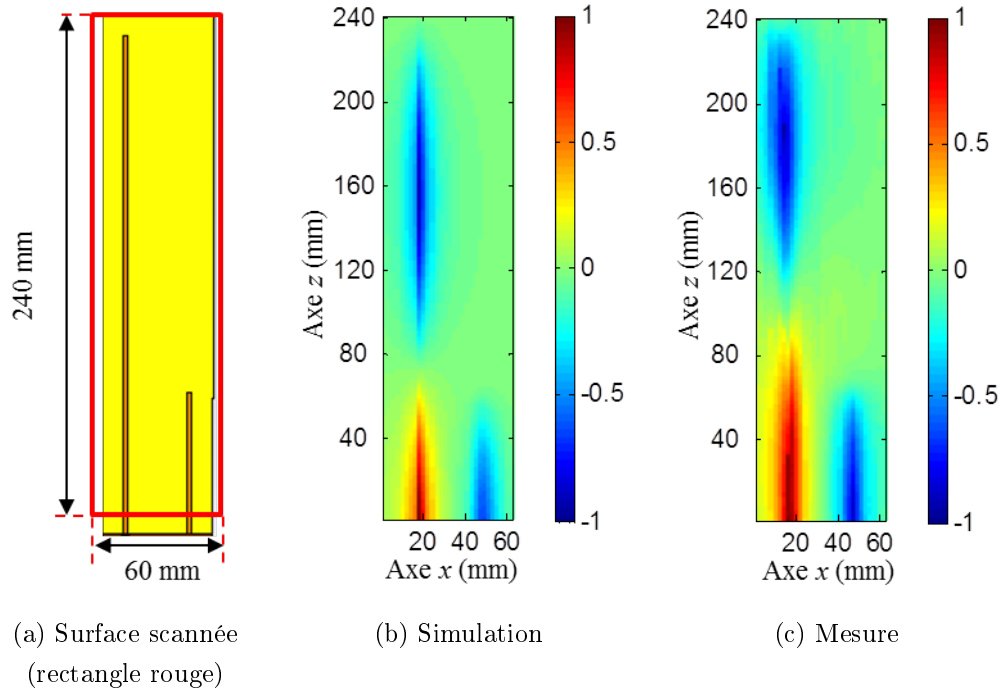 240 mm
60 mm
(a) Surface scannée
(rectangle rouge)
240
200
160
120
80
40
Axe z (mm)
20 40 60
Axe x (mm)
1
0.5
0
-0.5
-1
(b) Simulation
240
200
160
120
80
40
Axe z (mm)
20 40 60
Axe x (mm)
1
0.5
0
-0.5
-1
(c) Mesure